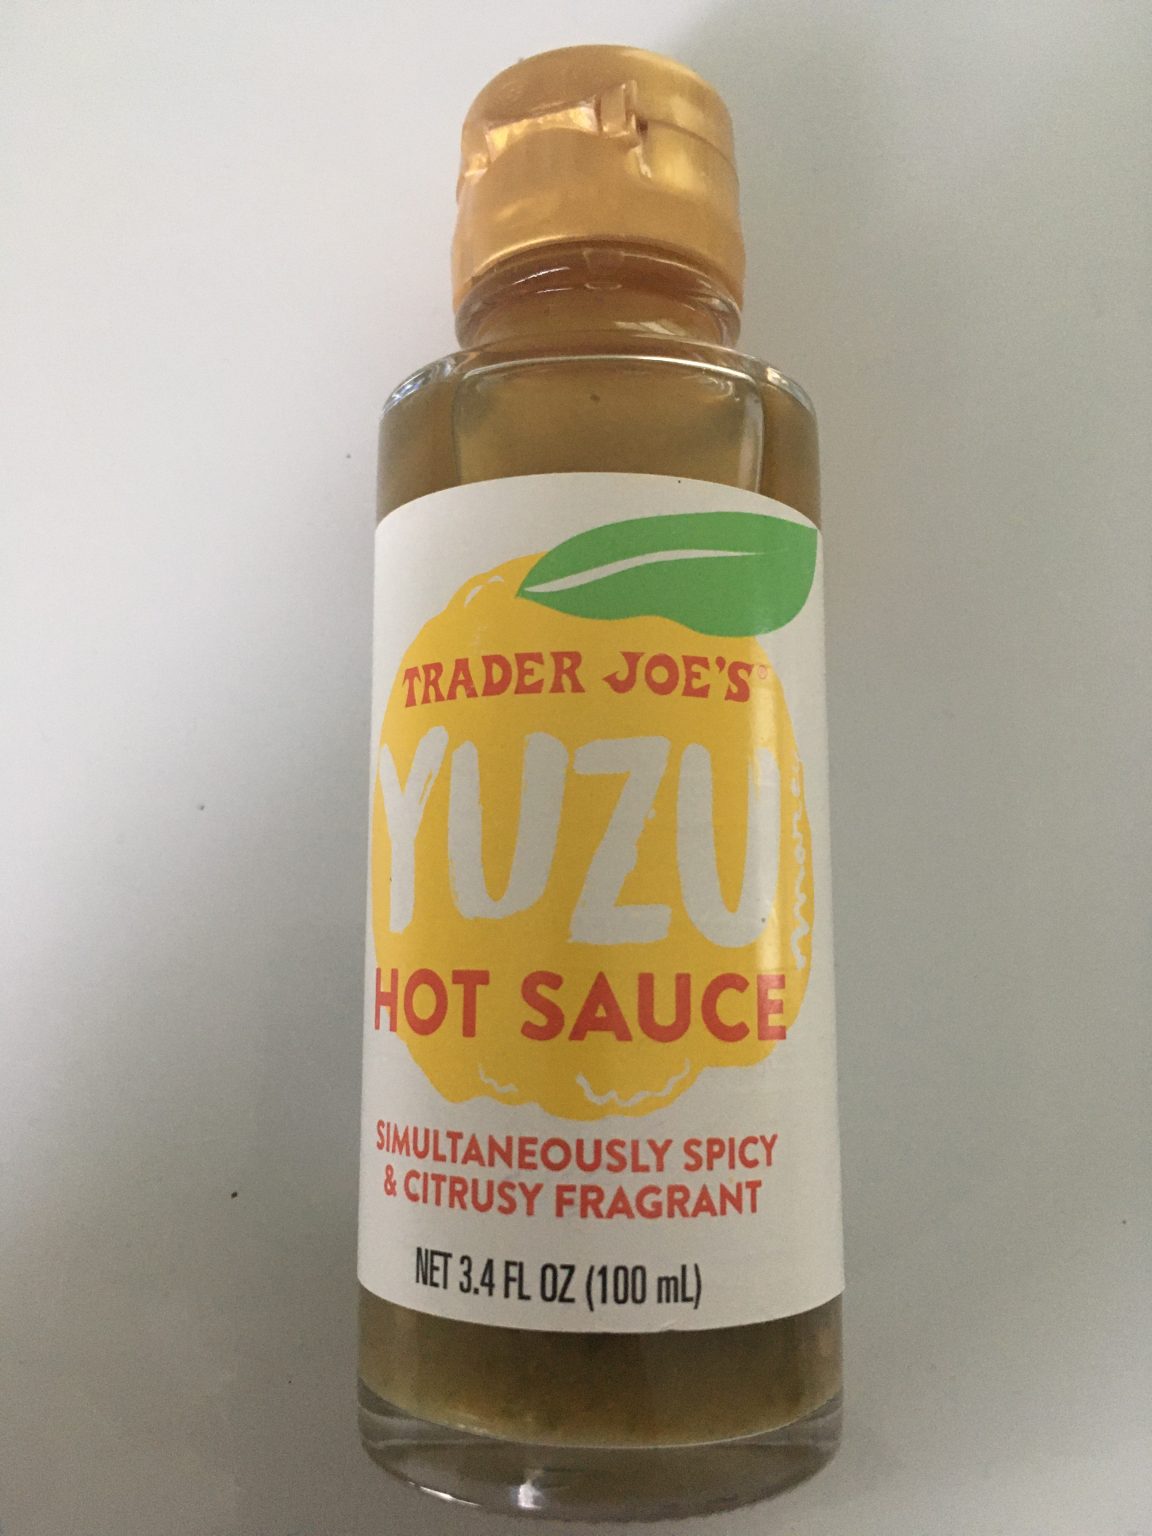 TRADER JOE'S®
YUZU
HOT SAUCE
SIMULTANEOUSLY SPICY
& CITRUSY FRAGRANT
NET 3.4 FL OZ (100 mL)